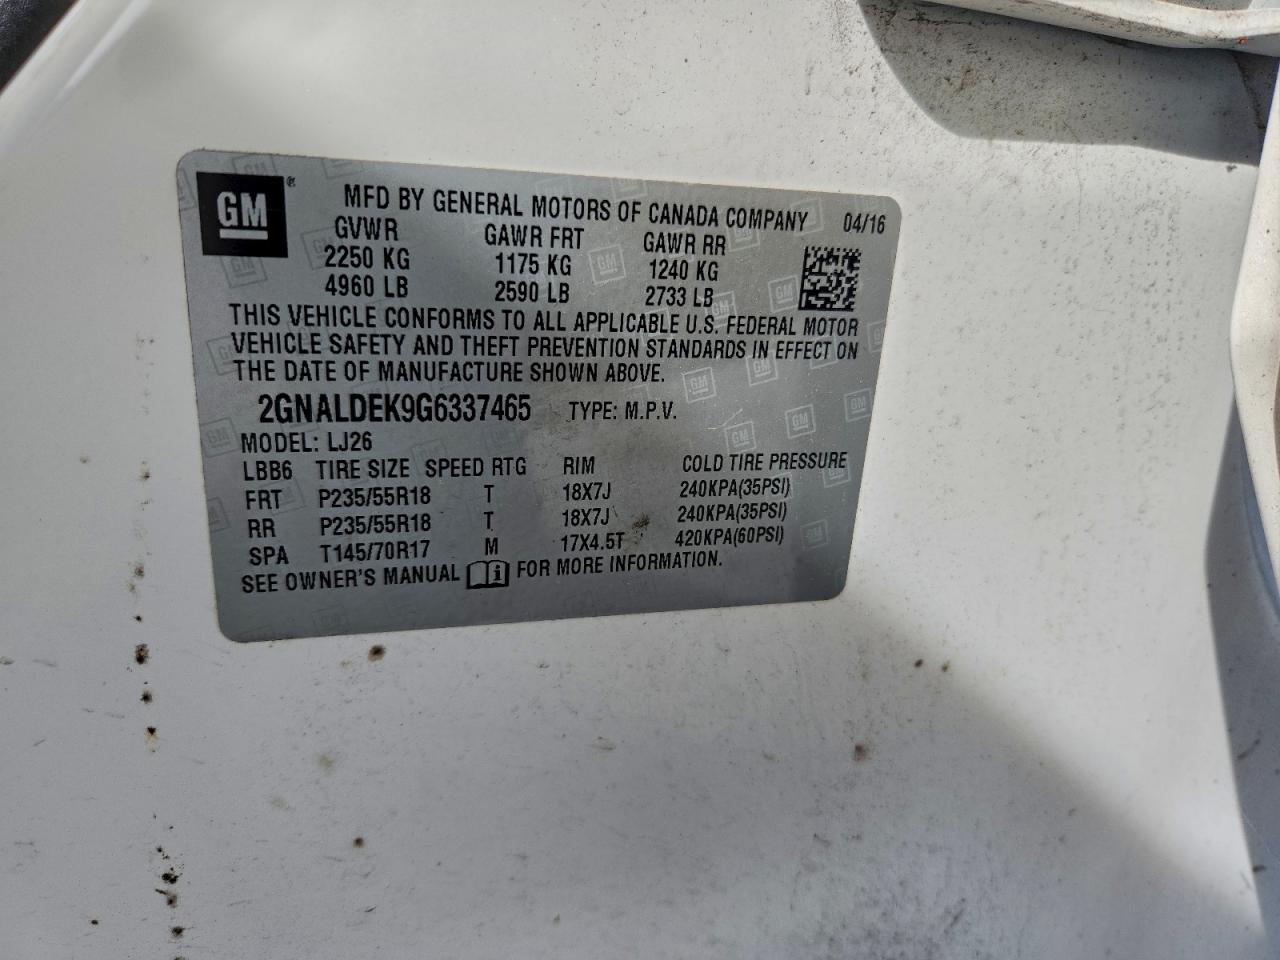 GM®
MFD BY GENERAL MOTORS OF CANADA COMPANY 04/16
GVWR GAWR FRT GAWR RR
2250 KG 1175 KG 1240 KG
4960 LB 2590 LB 2733 LB
THIS VEHICLE CONFORMS TO ALL APPLICABLE U.S. FEDERAL MOTOR
VEHICLE SAFETY AND THEFT PREVENTION STANDARDS IN EFFECT ON
THE DATE OF MANUFACTURE SHOWN ABOVE.
2GNALDEK9G6337465 TYPE: M.P.V.
MODEL: LJ26
LBB6 TIRE SIZE SPEED RTG RIM COLD TIRE PRESSURE
FRT P235/55R18 T 18X7J 240KPA(35PSI)
RR P235/55R18 T 18X7J 240KPA(35PSI)
SPA T145/70R17 M 17X4.5T 420KPA(60PSI)
SEE OWNER'S MANUAL FOR MORE INFORMATION.